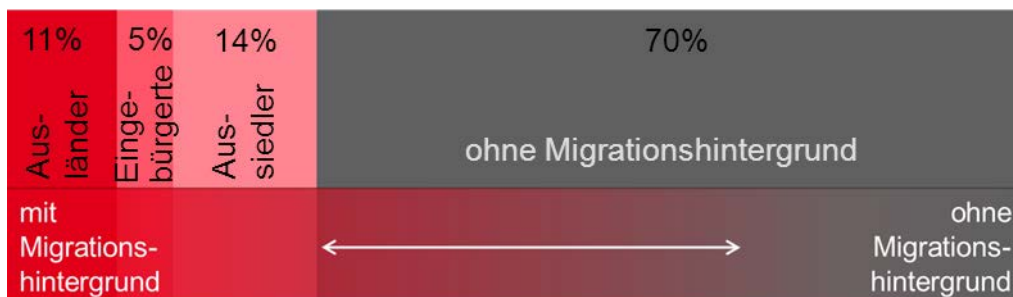 11% 5% 14% 70%
Aus-
länder
Einge-
bürgerte
Aus-
siedler
ohne Migrationshintergrund
mit
Migrations-
hintergrund
ohne
Migrations-
hintergrund